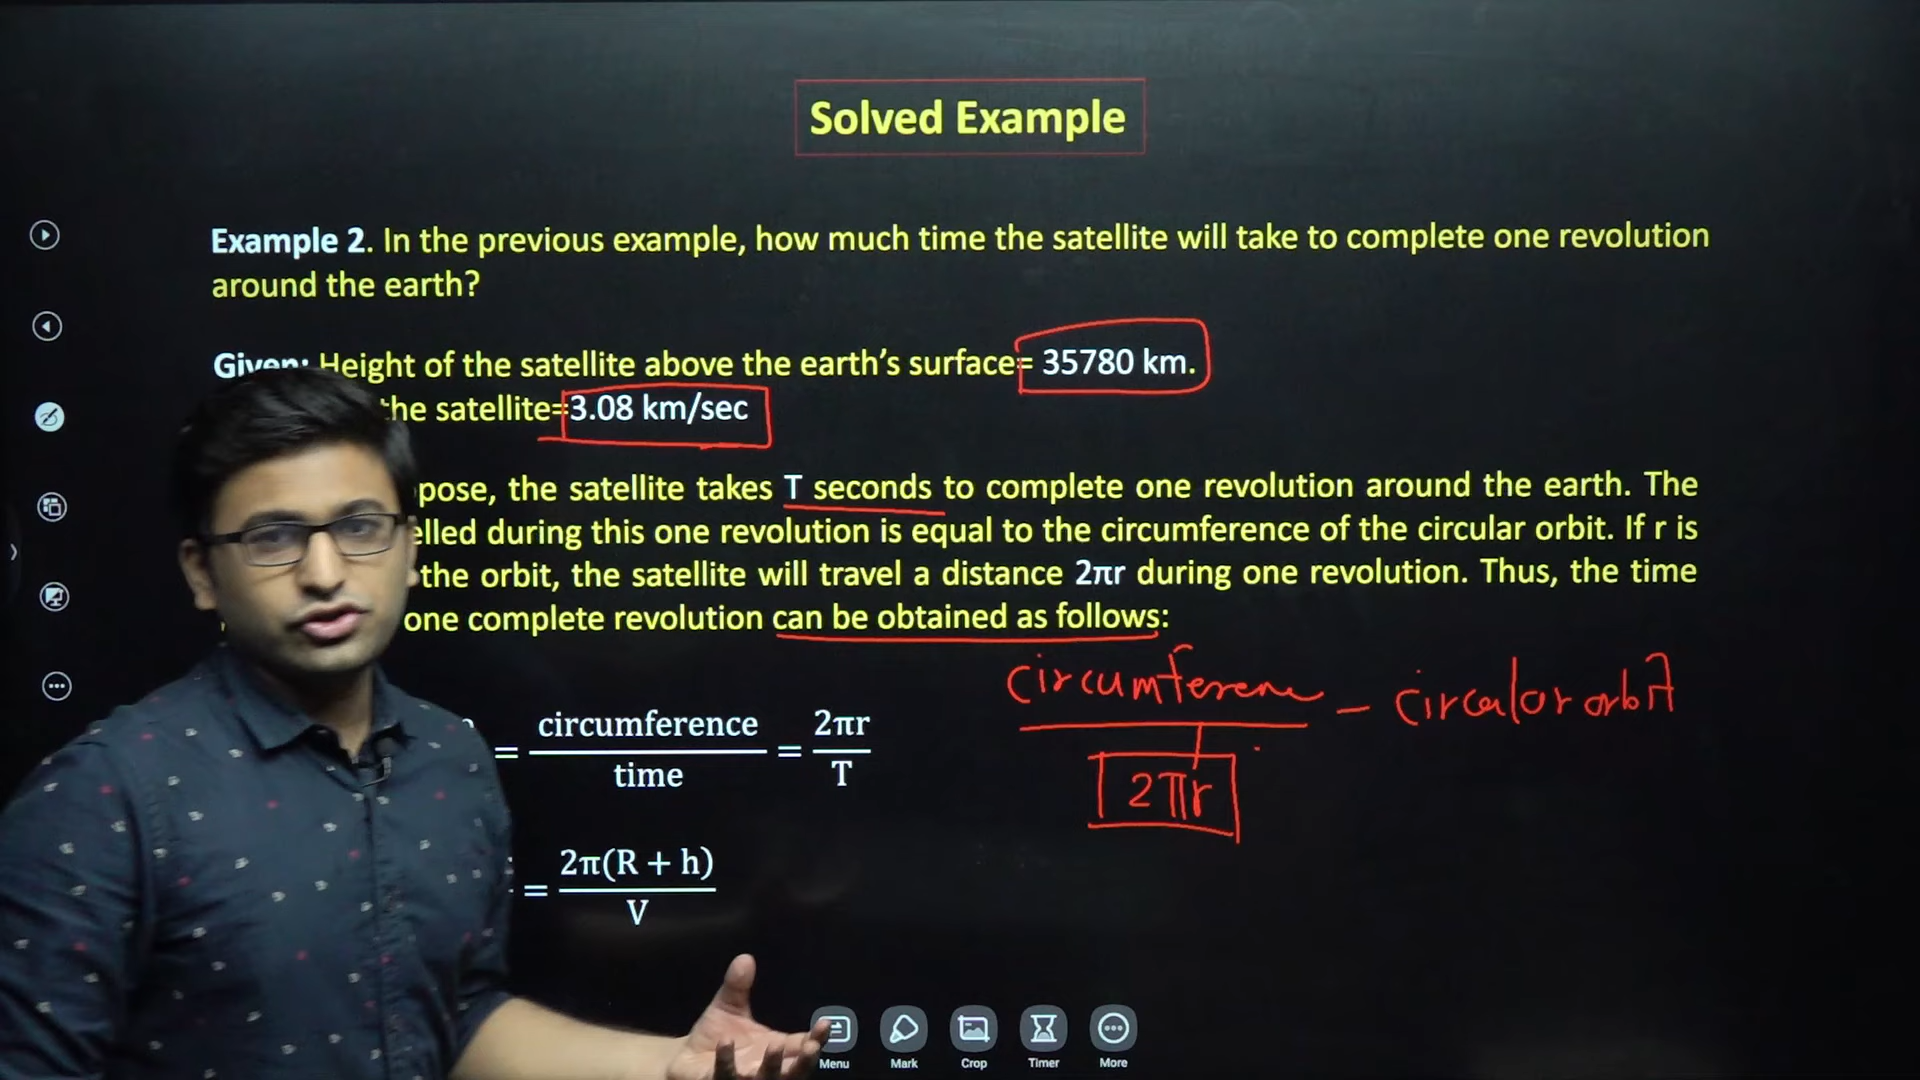 Solved Example
Example 2. In the previous example, how much time the satellite will take to complete one revolution
around the earth?
Given: Height of the satellite above the earth's surface= 35780 km.
the satellite=3.08 km/sec
pose, the satellite takes T seconds to complete one revolution around the earth. The
elled during this one revolution is equal to the circumference of the circular orbit. If r is
the orbit, the satellite will travel a distance 2πr during one revolution. Thus, the time
one complete revolution can be obtained as follows:
circumference – circular orbit
2πr
= circumference / time = 2πr / T
= 2π(R + h) / V
Menu Mark Crop Timer More